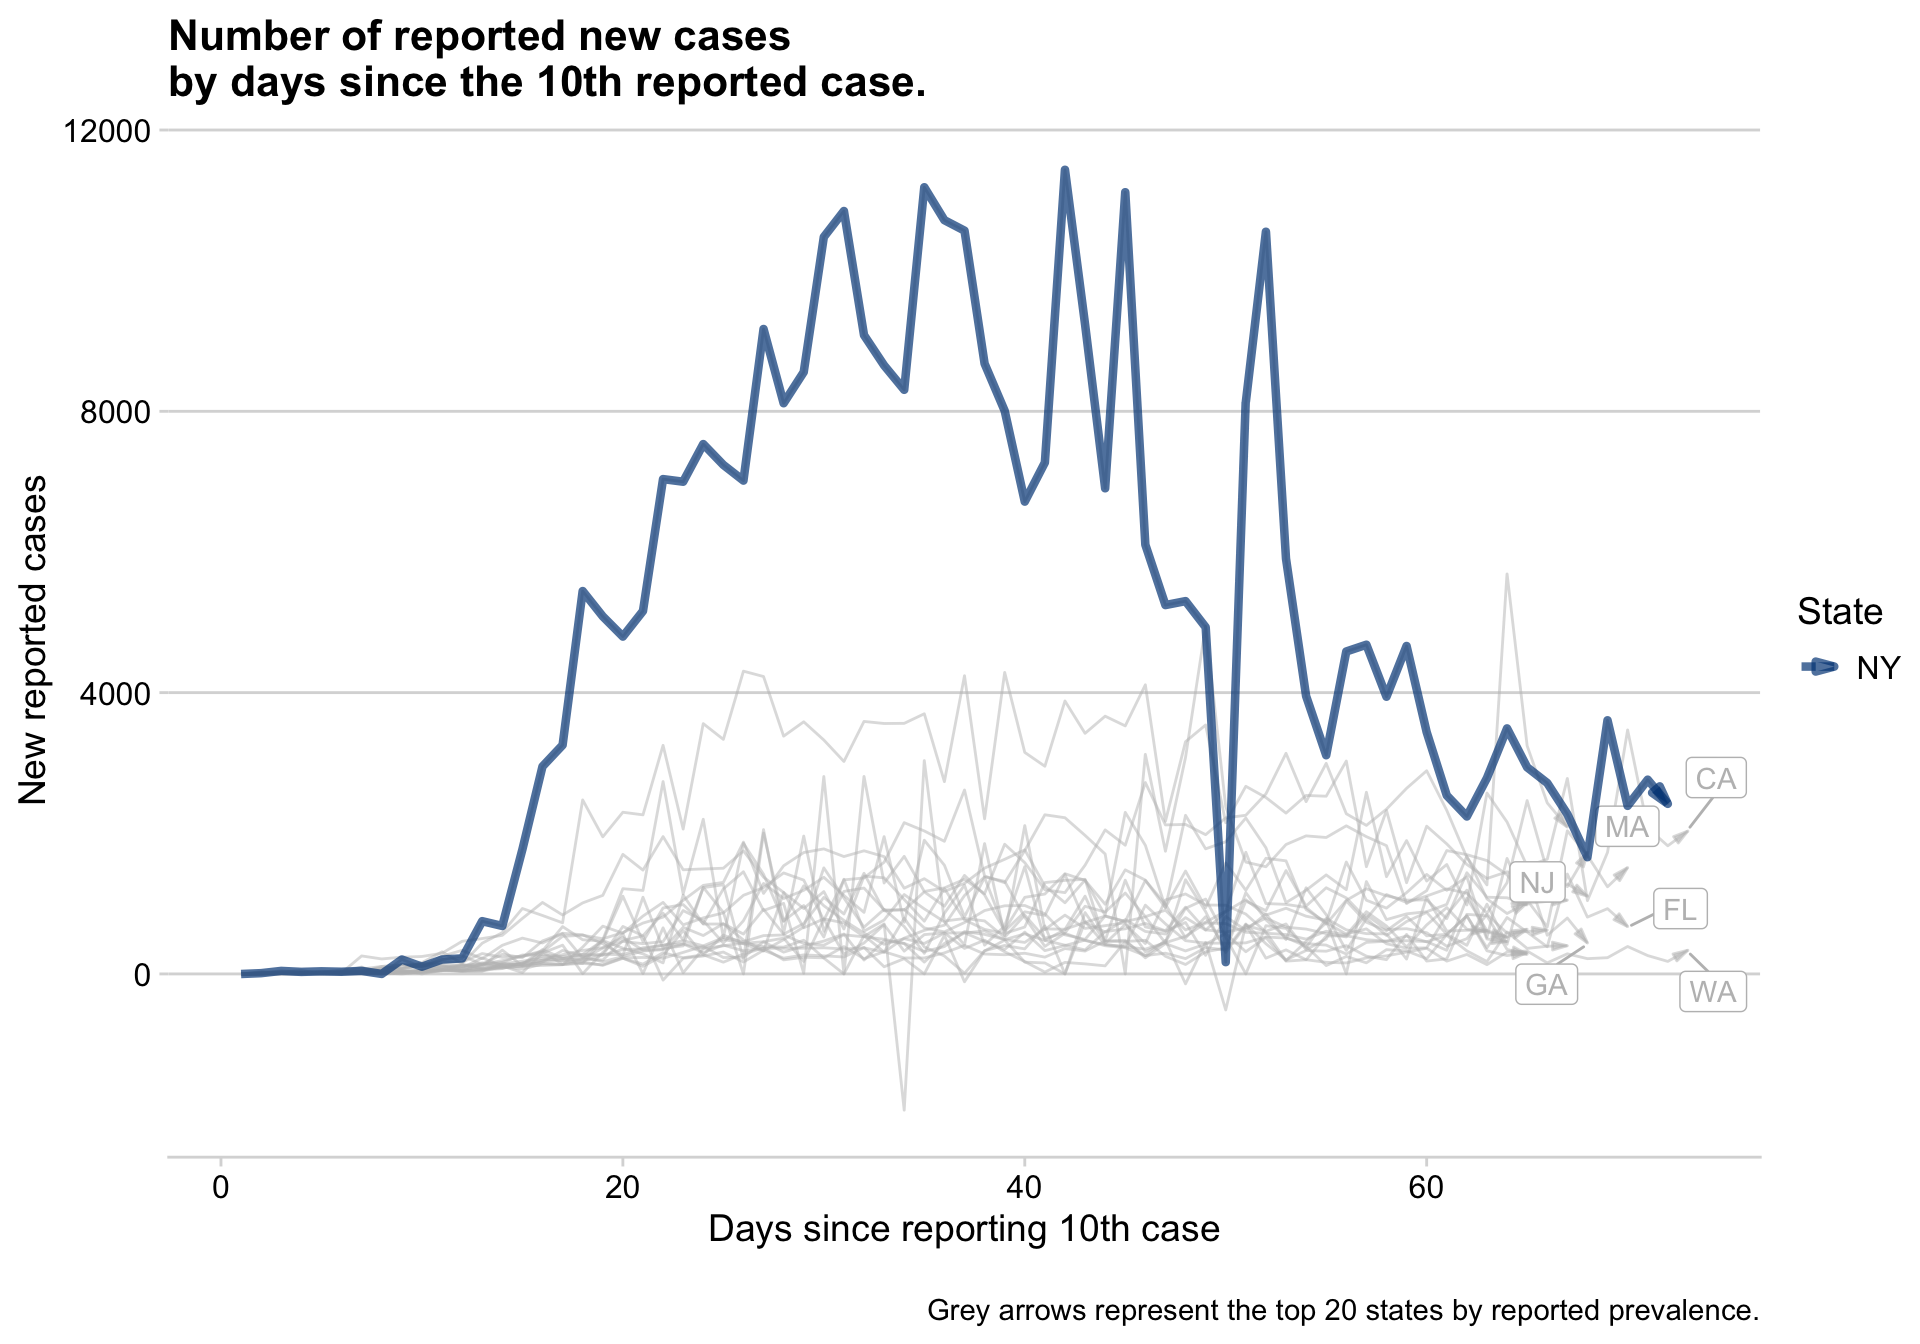 Number of reported new cases
by days since the 10th reported case.
12000
8000
4000
0
New reported cases
CA
MA
NJ
FL
GA
WA
State
NY
0
20
40
60
Days since reporting 10th case
Grey arrows represent the top 20 states by reported prevalence.